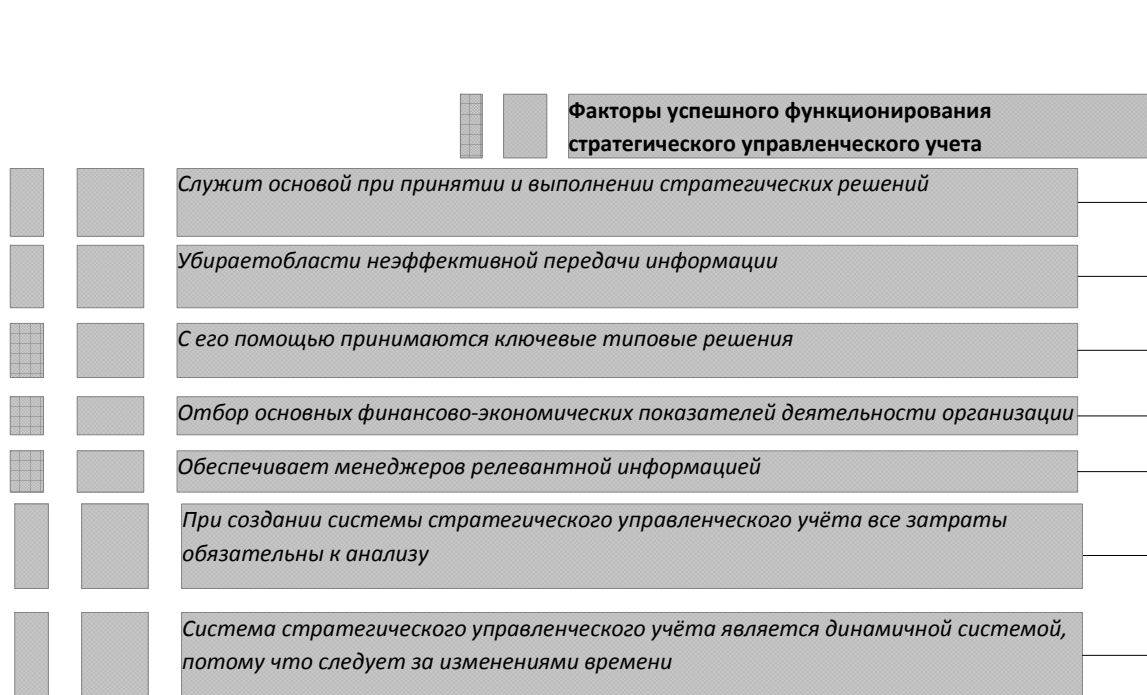 Факторы успешного функционирования
стратегического управленческого учета
Служит основой при принятии и выполнении стратегических решений
Убираетобласти неэффективной передачи информации
С его помощью принимаются ключевые типовые решения
Отбор основных финансово-экономических показателей деятельности организации
Обеспечивает менеджеров релевантной информацией
При создании системы стратегического управленческого учёта все затраты
обязательны к анализу
Система стратегического управленческого учёта является динамичной системой,
потому что следует за изменениями времени